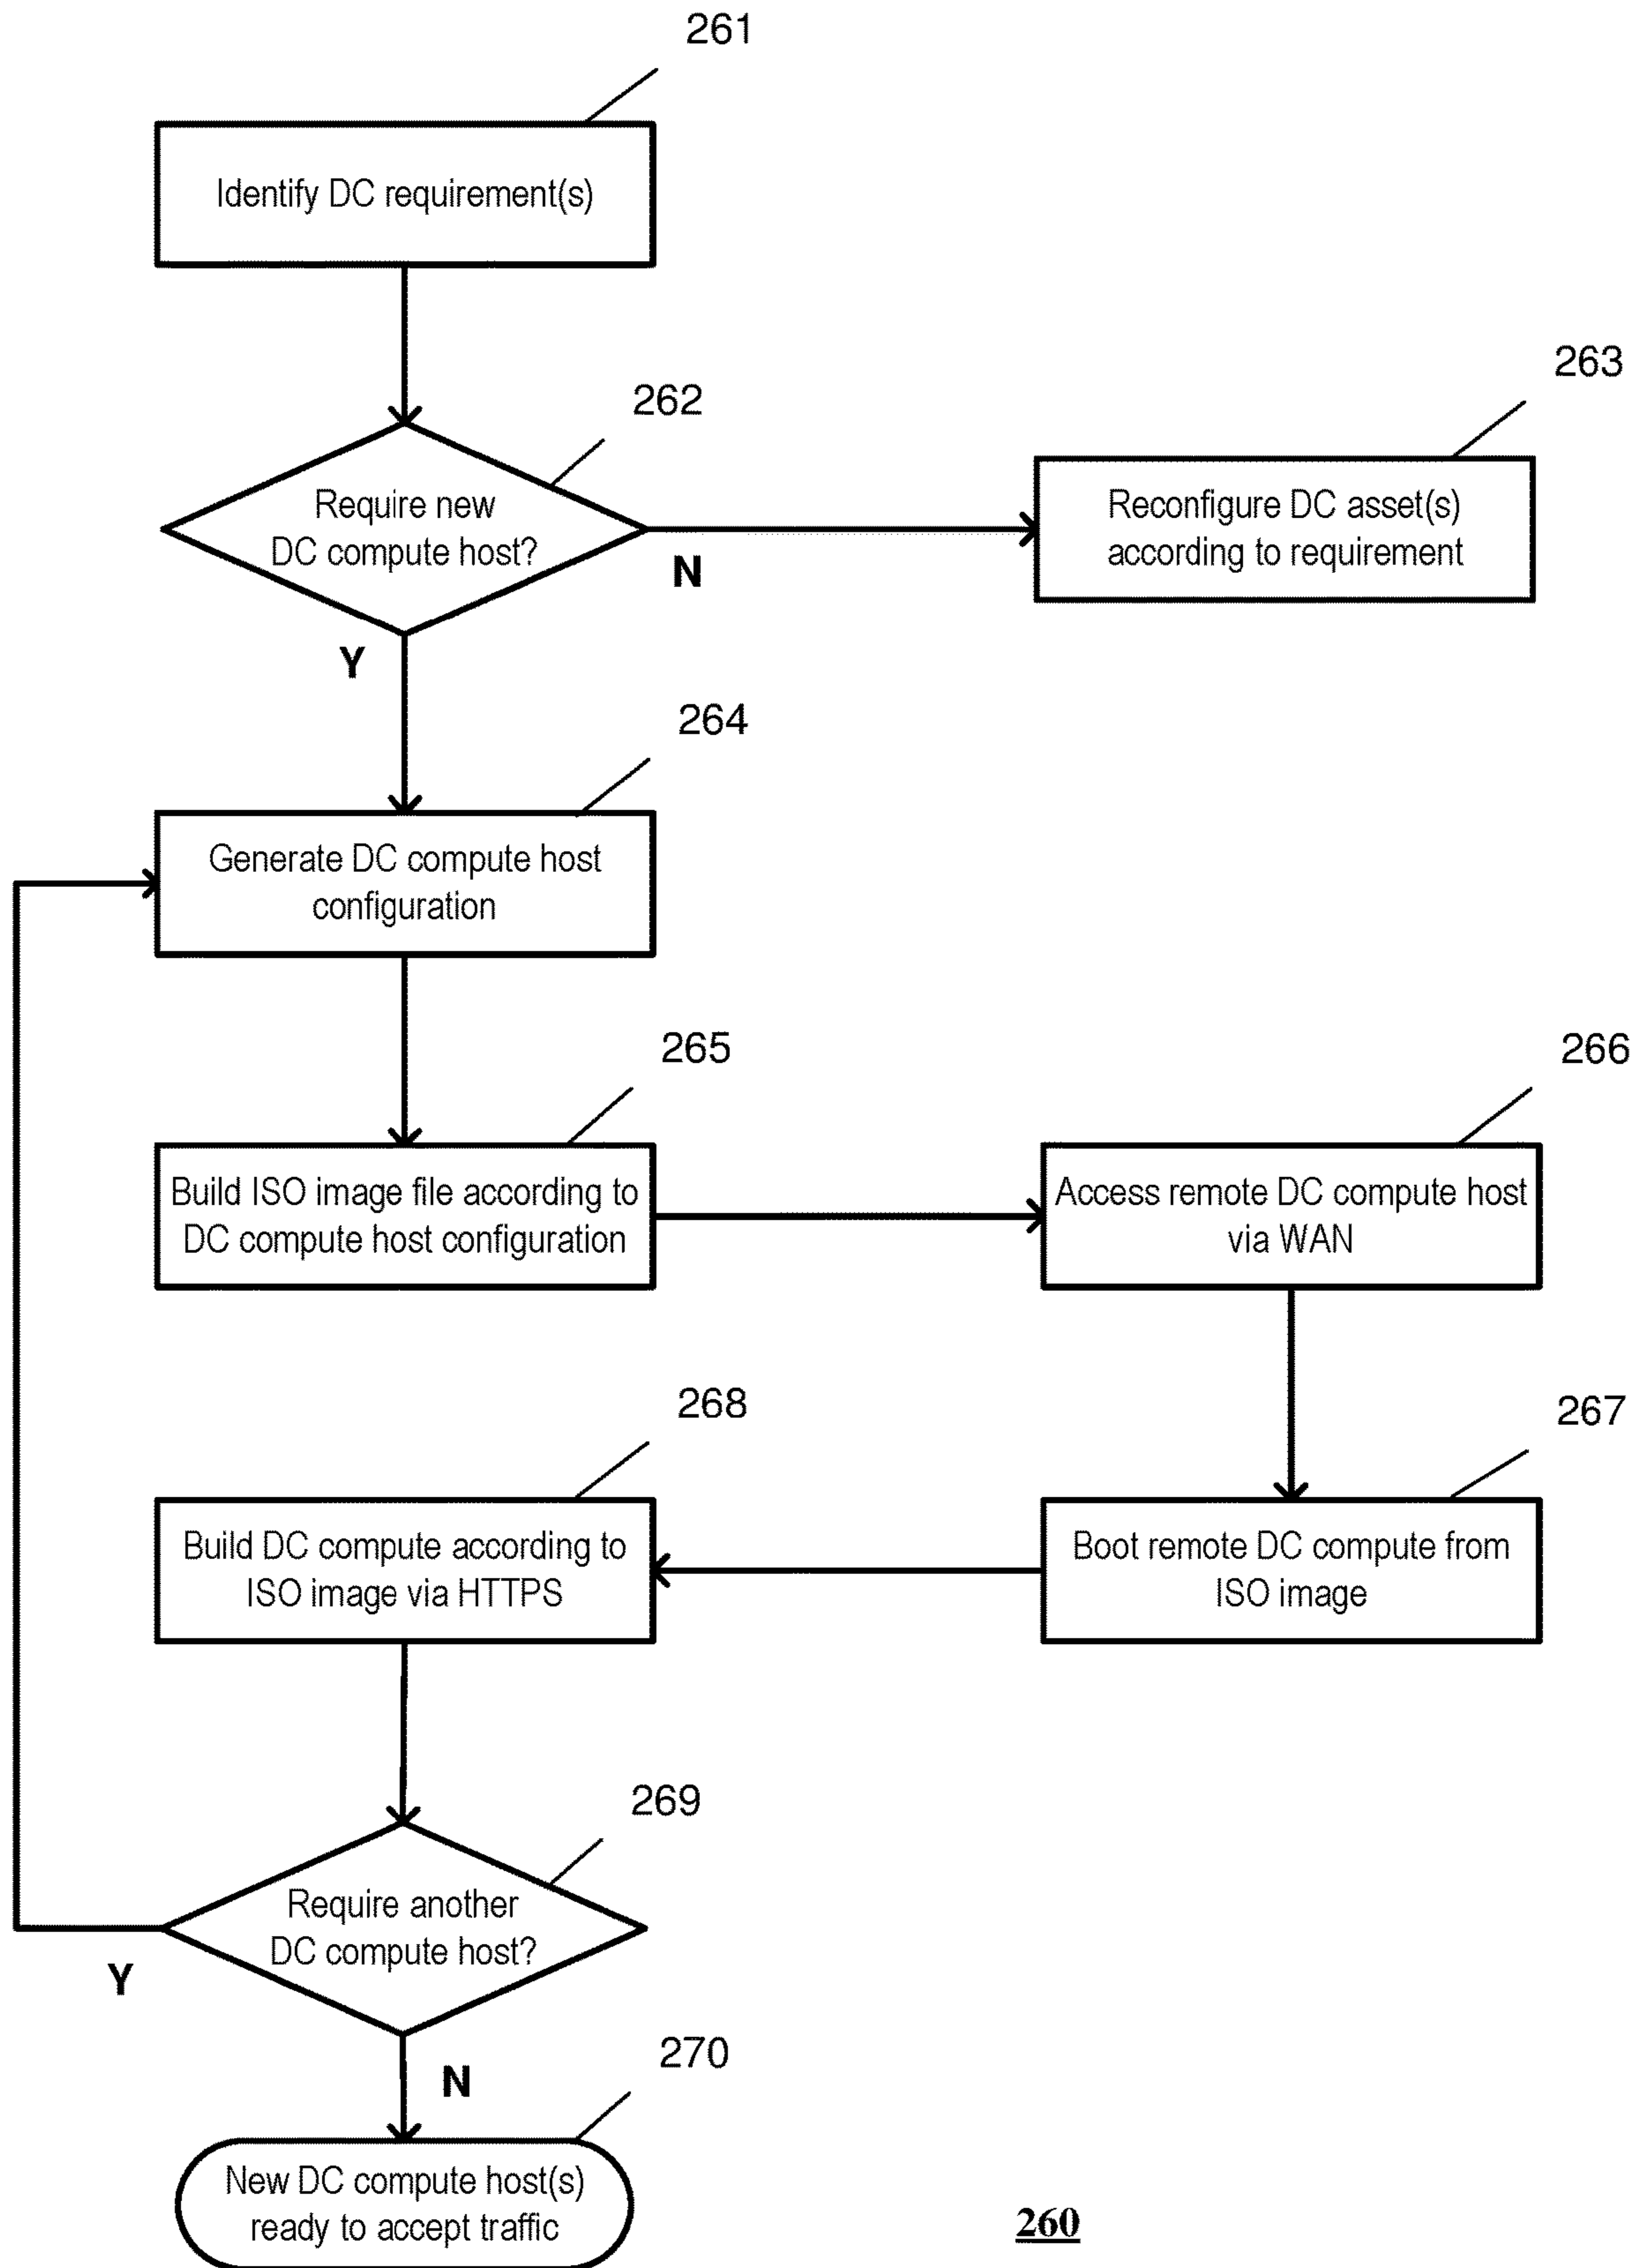 261
Identify DC requirement(s)
262
263
Require new
DC compute host?
Reconfigure DC asset(s)
according to requirement
N
Y
264
Generate DC compute host
configuration
265
266
Build ISO image file according to
DC compute host configuration
Access remote DC compute host
via WAN
268
267
Build DC compute according to
ISO image via HTTPS
Boot remote DC compute from
ISO image
269
Require another
DC compute host?
Y
N
270
New DC compute host(s)
ready to accept traffic
260